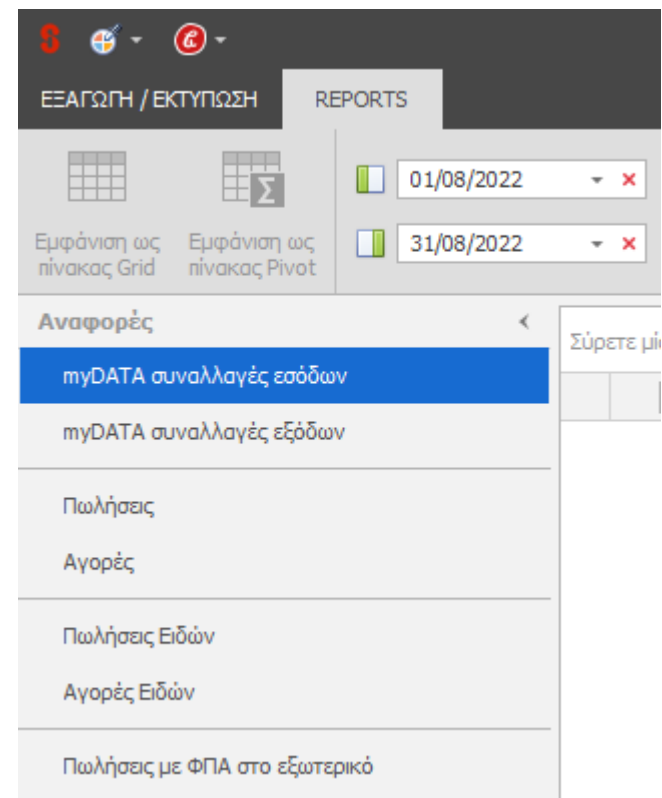 ΕΞΑΓΩΓΗ / ΕΚΤΥΠΩΣΗ REPORTS
01/08/2022
Εμφάνιση ως πίνακας Grid
Εμφάνιση ως πίνακας Pivot
31/08/2022
Αναφορές
Σύρετε
myDATA συναλλαγές εσόδων
myDATA συναλλαγές εξόδων
Πωλήσεις
Αγορές
Πωλήσεις Ειδών
Αγορές Ειδών
Πωλήσεις με ΦΠΑ στο εξωτερικό